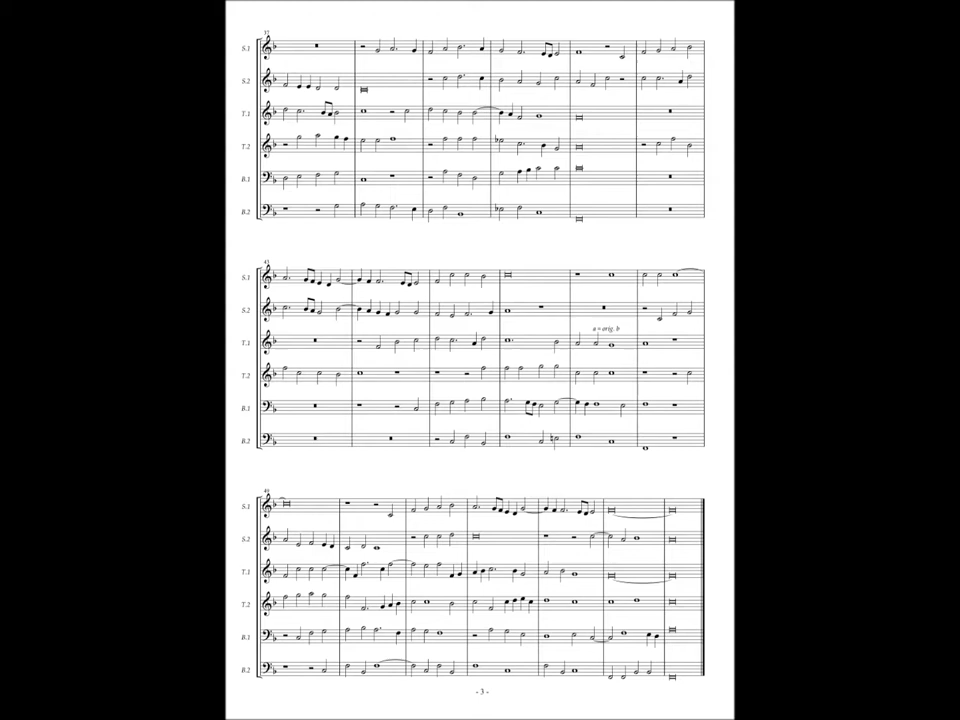 37
S.1
S.2
T.1
T.2
B.1
B.2
43
S.1
S.2
a = orig. b
T.1
T.2
B.1
B.2
49
S.1
S.2
T.1
T.2
B.1
B.2
- 3 -